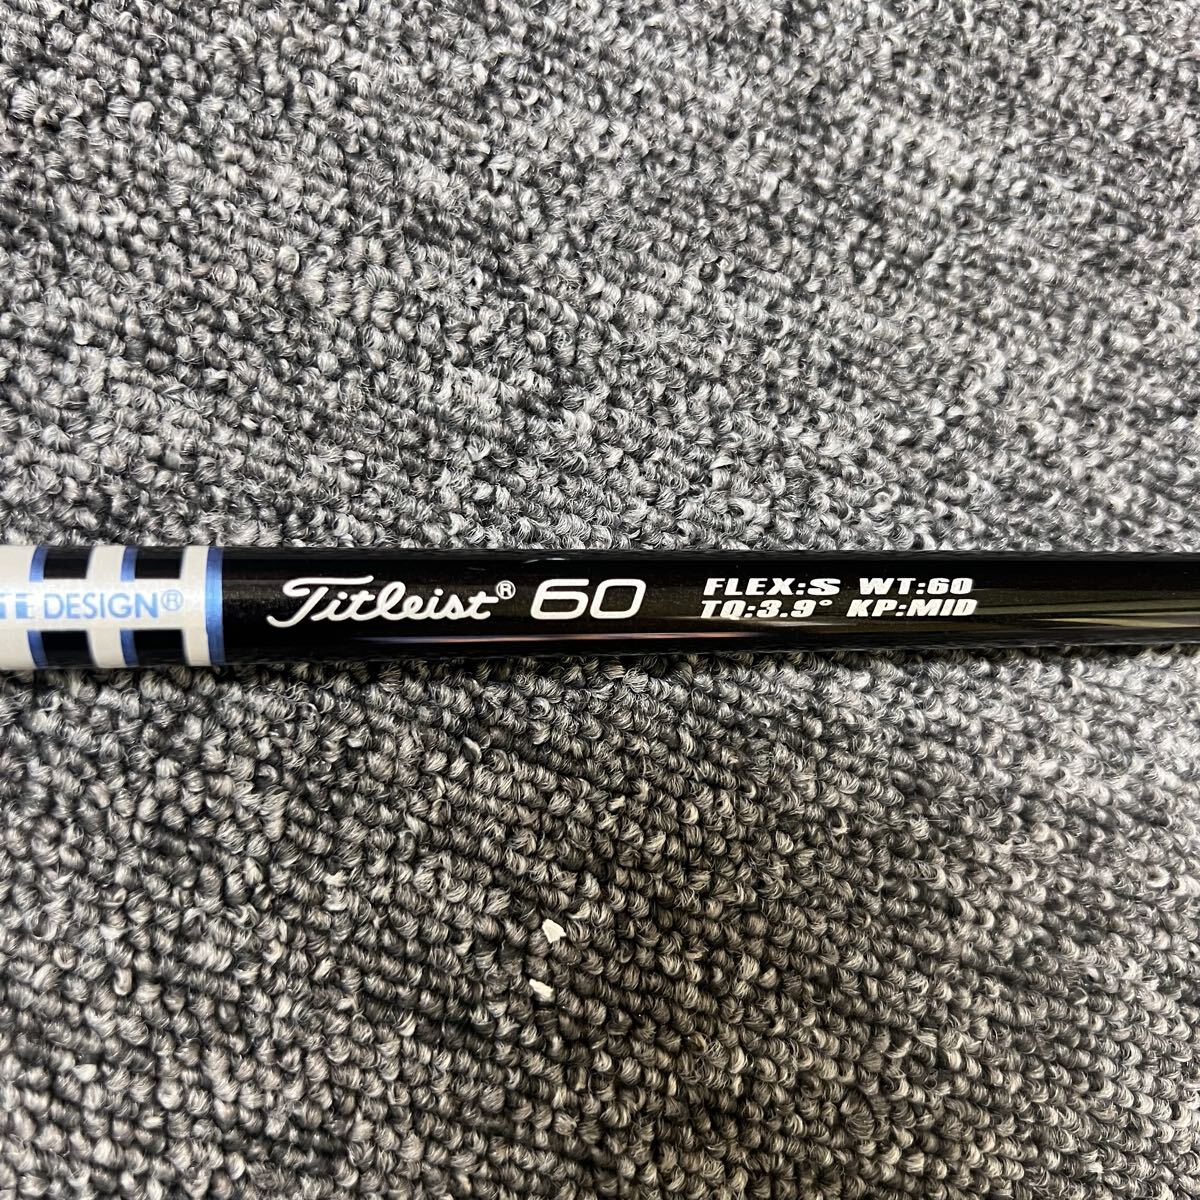 DESIGN®
Titleist® 60
FLEX:S WT:60
TQ:3.9° KP:MID